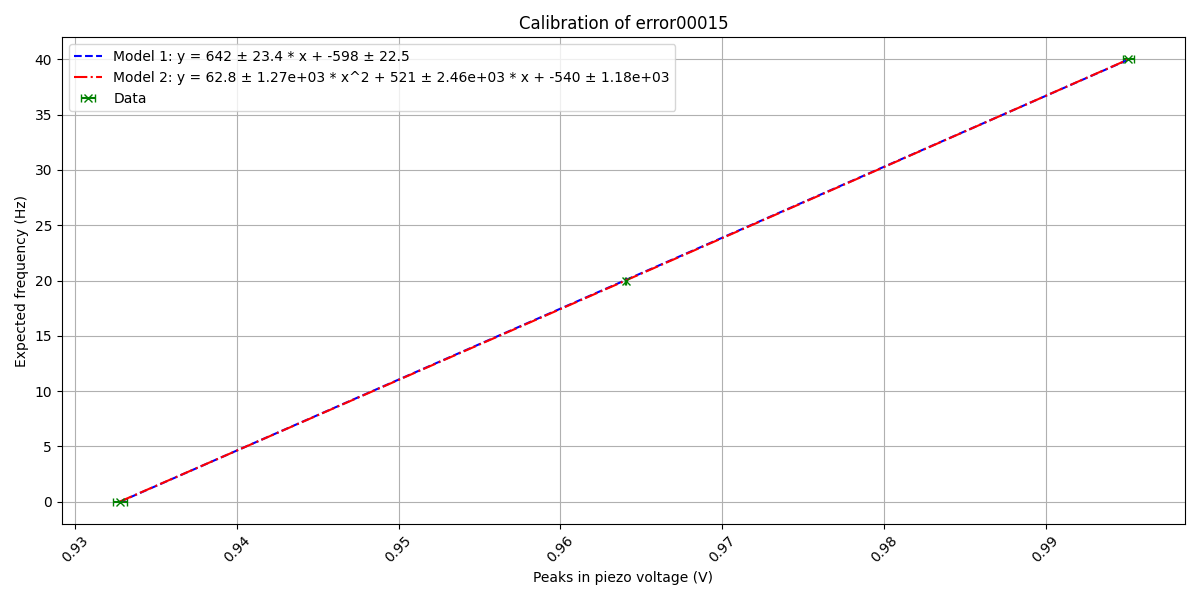 Calibration of error00015
Model 1: y = 642 ± 23.4 * x + -598 ± 22.5
Model 2: y = 62.8 ± 1.27e+03 * x^2 + 521 ± 2.46e+03 * x + -540 ± 1.18e+03
Data
Expected frequency (Hz)
40
35
30
25
20
15
10
5
0
0.93
0.94
0.95
0.96
0.97
0.98
0.99
Peaks in piezo voltage (V)